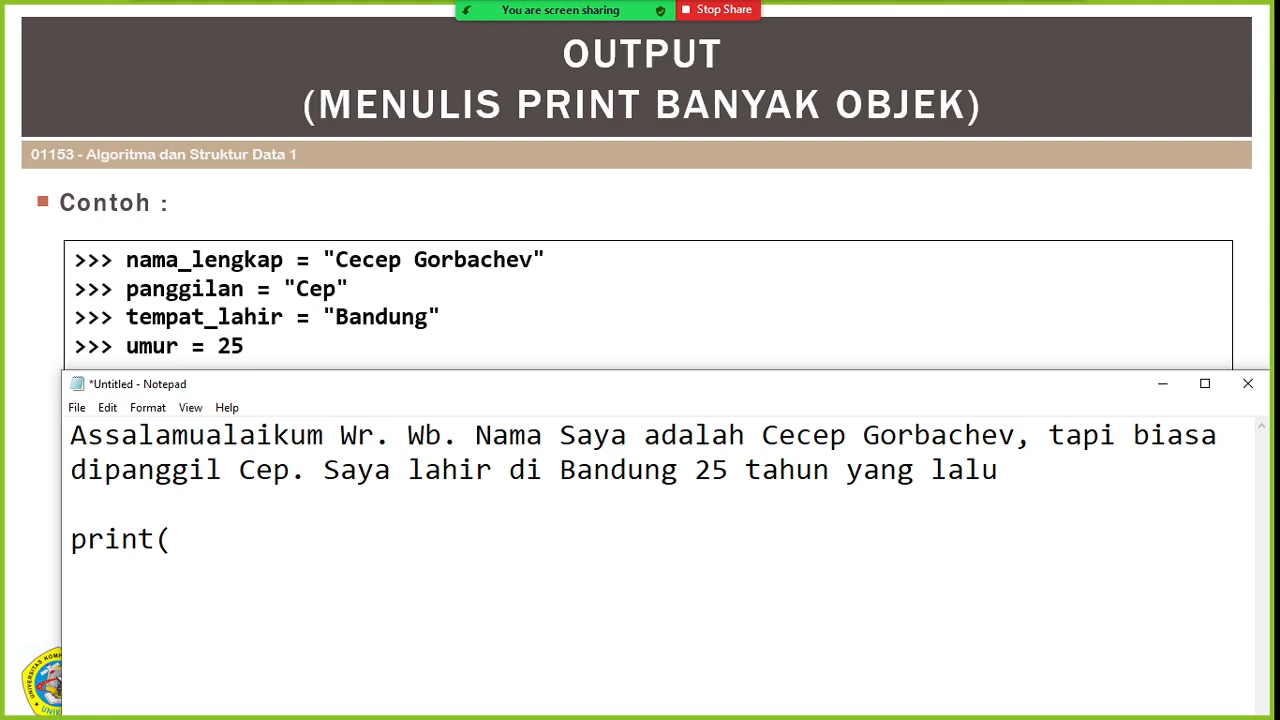 You are screen sharing
Stop Share
OUTPUT
(MENULIS PRINT BANYAK OBJEK)
01153 - Algoritma dan Struktur Data 1
Contoh :
>>> nama_lengkap = "Cecep Gorbachev"
>>> panggilan = "Cep"
>>> tempat_lahir = "Bandung"
>>> umur = 25
*Untitled - Notepad
File Edit Format View Help
Assalamualaikum Wr. Wb. Nama Saya adalah Cecep Gorbachev, tapi biasa
dipanggil Cep. Saya lahir di Bandung 25 tahun yang lalu
print(